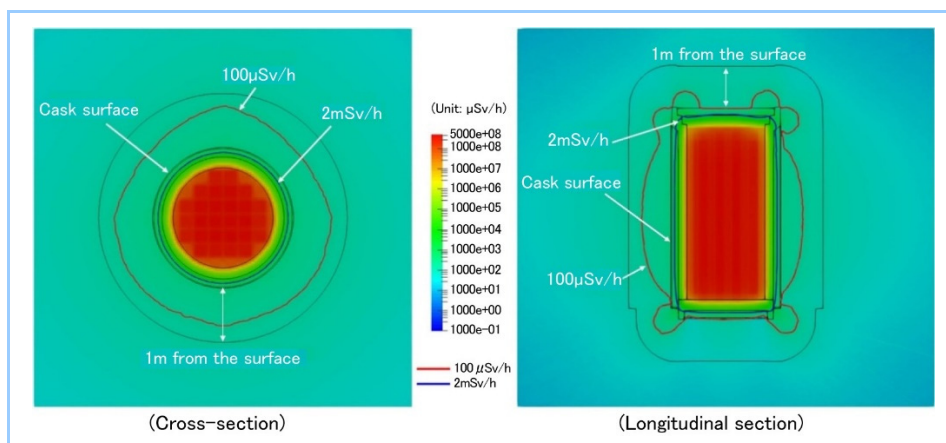 100μSv/h
Cask surface
2mSv/h
1m from the surface
(Cross-section)
(Unit: μSv/h)
5000e+08
1000e+08
1000e+07
1000e+06
1000e+05
1000e+04
1000e+03
1000e+02
1000e+01
1000e+00
1000e-01
100μSv/h
2mSv/h
1m from the surface
2mSv/h
Cask surface
100μSv/h
(Longitudinal section)